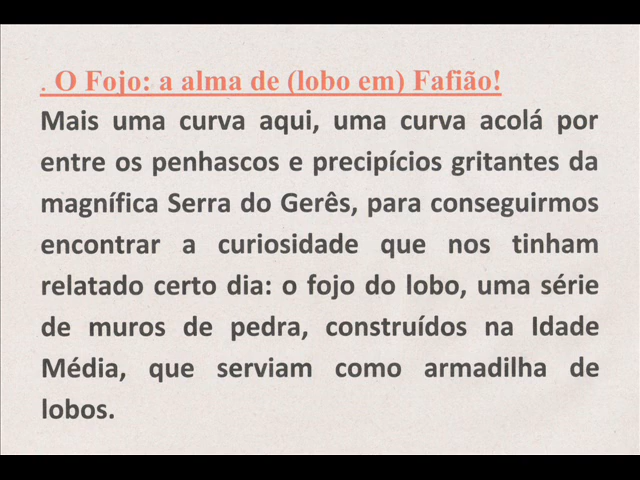 . O Fojo: a alma de (lobo em) Fafião!
Mais uma curva aqui, uma curva acolá por
entre os penhascos e precipícios gritantes da
magnífica Serra do Gerês, para conseguirmos
encontrar a curiosidade que nos tinham
relatado certo dia: o fojo do lobo, uma série
de muros de pedra, construídos na Idade
Média, que serviam como armadilha de
lobos.